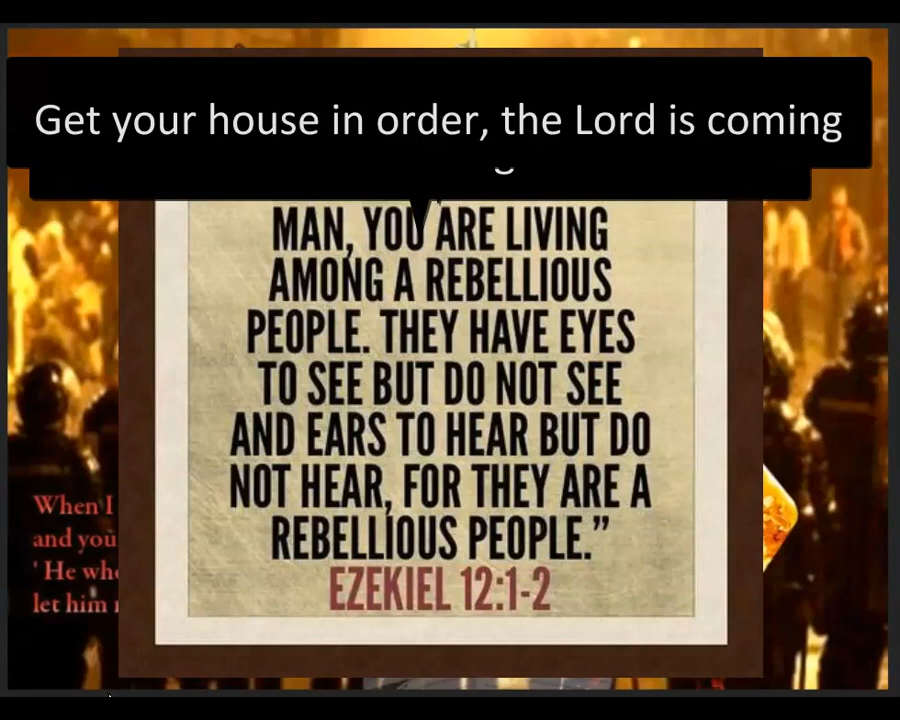 Get your house in order, the Lord is coming
MAN, YOU ARE LIVING
AMONG A REBELLIOUS
PEOPLE. THEY HAVE EYES
TO SEE BUT DO NOT SEE
AND EARS TO HEAR BUT DO
NOT HEAR, FOR THEY ARE A
REBELLIOUS PEOPLE.”
EZEKIEL 12:1-2
When I
and you
' He who
let him